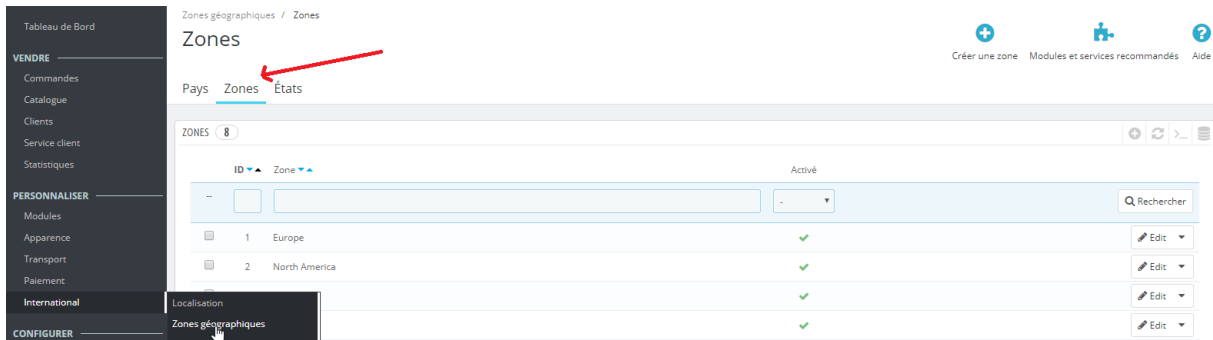 Tableau de Bord
VENDRE
Commandes
Catalogue
Clients
Service client
Statistiques
PERSONNALISER
Modules
Apparence
Transport
Paiement
International
CONFIGURER
Localisation
Zones géographiques
Zones géographiques / Zones
Zones
Créer une zone Modules et services recommandés Aide
Pays Zones États
ZONES 8
ID Zone Activé
-- - Rechercher
1 Europe Edit
2 North America Edit
Edit
Edit